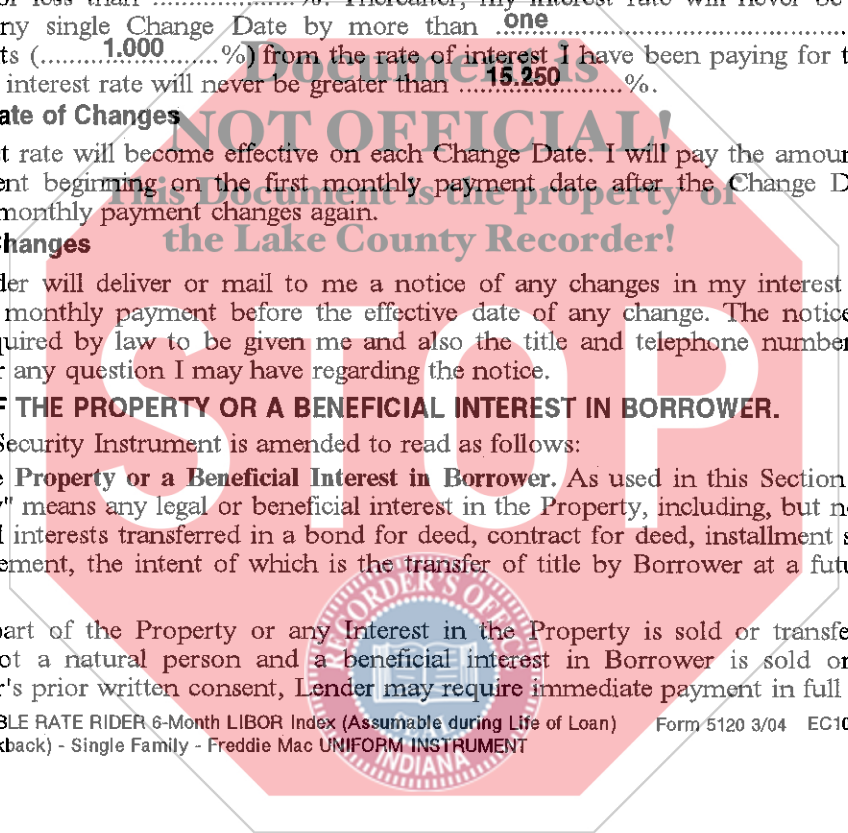 or less than ........................%. Thereafter, my interest rate will never be
ny single Change Date by more than .one.......................................................
ts (..........1.000.........%) from the rate of interest I have been paying for t
interest rate will never be greater than .....15.250...........%.
Document is
ate of Changes
NOT OFFICIAL!
t rate will become effective on each Change Date. I will pay the amour
ent beginning on the first monthly payment date after the Change D
This Document is the property of
monthly payment changes again.
Changes
the Lake County Recorder!
der will deliver or mail to me a notice of any changes in my interest
monthly payment before the effective date of any change. The notice
quired by law to be given me and also the title and telephone number
r any question I may have regarding the notice.
STOP
F THE PROPERTY OR A BENEFICIAL INTEREST IN BORROWER.
Security Instrument is amended to read as follows:
e Property or a Beneficial Interest in Borrower. As used in this Section
y" means any legal or beneficial interest in the Property, including, but n
l interests transferred in a bond for deed, contract for deed, installment s
ement, the intent of which is the transfer of title by Borrower at a futu
RECORDER'S OFFICE
part of the Property or any Interest in the Property is sold or transfe
ot a natural person and a beneficial interest in Borrower is sold or
r's prior written consent, Lender may require immediate payment in full
BLE RATE RIDER 6-Month LIBOR Index (Assumable during Life of Loan) Form 5120 3/04 EC10
SEAL
kback) - Single Family - Freddie Mac UNIFORM INSTRUMENT
INDIANA